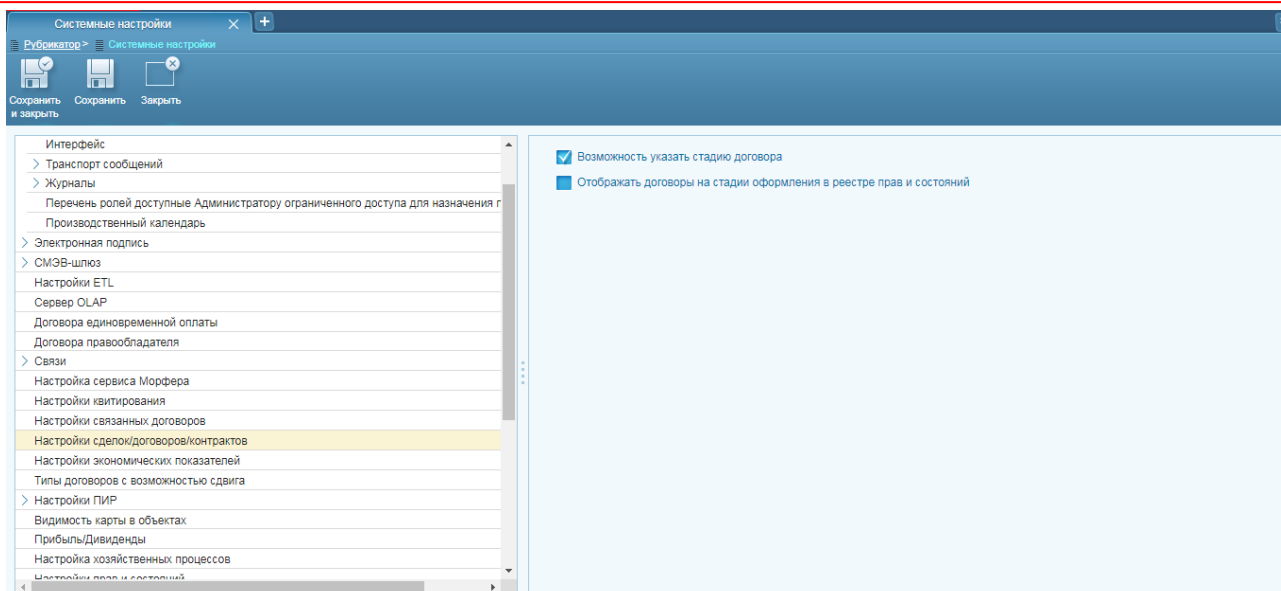 Системные настройки
Рубрикатор > Системные настройки
Сохранить и закрыть
Сохранить
Закрыть
Интерфейс
Транспорт сообщений
Журналы
Перечень ролей доступные Администратору ограниченного доступа для назначения
Производственный календарь
Электронная подпись
СМЭВ-шлюз
Настройки ETL
Сервер OLAP
Договора единовременной оплаты
Договора правообладателя
Связи
Настройка сервиса Морфера
Настройки квитирования
Настройки связанных договоров
Настройки сделок/договоров/контрактов
Настройки экономических показателей
Типы договоров с возможностью сдвига
Настройки ПИР
Видимость карты в объектах
Прибыль/Дивиденды
Настройка хозяйственных процессов
Настройки прав и состояний
Возможность указать стадию договора
Отображать договоры на стадии оформления в реестре прав и состояний